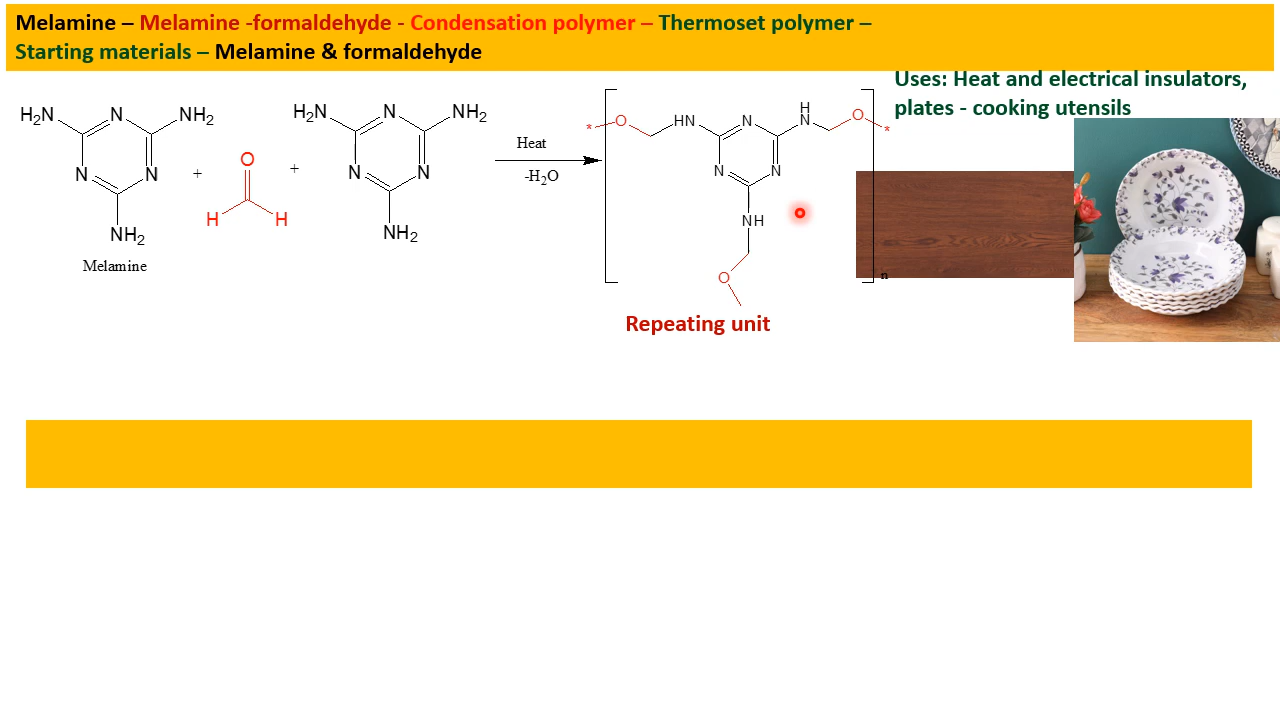 Melamine – Melamine -formaldehyde - Condensation polymer – Thermoset polymer –
Starting materials – Melamine & formaldehyde
Uses: Heat and electrical insulators,
plates - cooking utensils
H2N N NH2
N N
NH2
Melamine
+
O
H H
+
H2N N NH2
N N
NH2
Heat
-H2O
* O HN N H N O *
N N
NH
O
n
Repeating unit